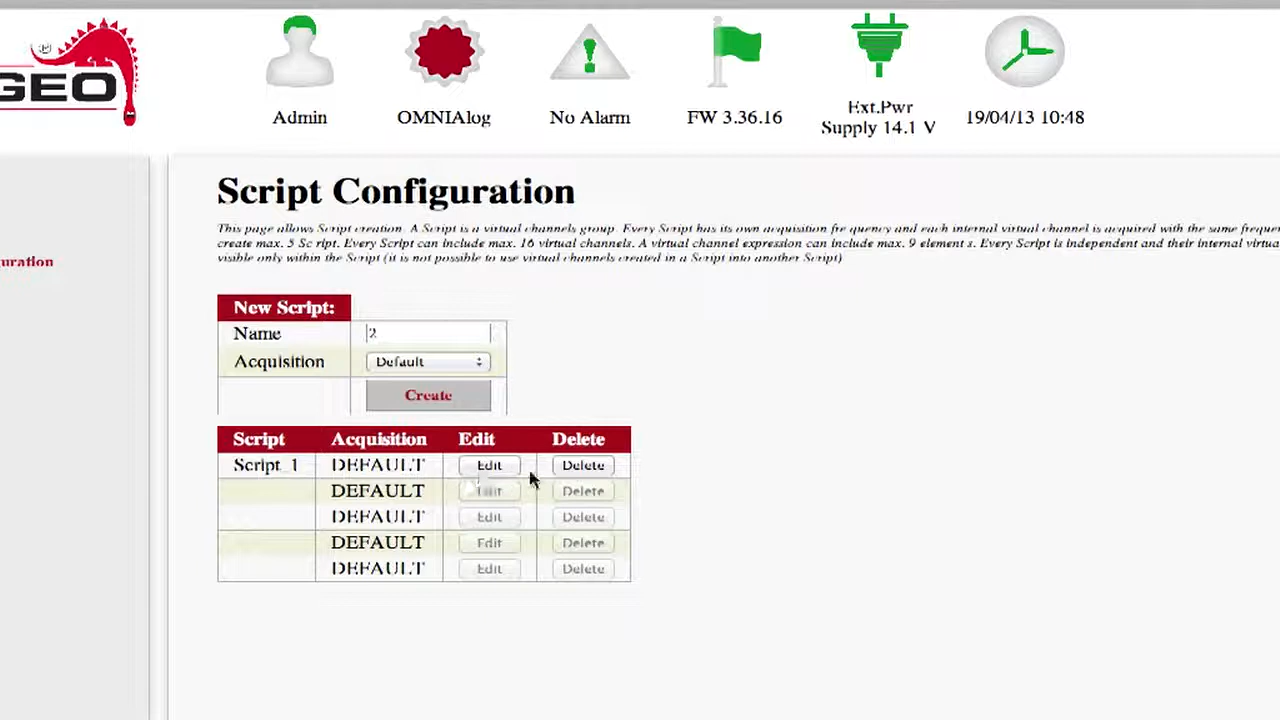 GEO
Admin
OMNIAlog
No Alarm
FW 3.36.16
Ext.Pwr
Supply 14.1 V
19/04/13 10:48
uration
Script Configuration
This page allows Script creation. A Script is a virtual channels group. Every Script has its own acquisition fre quency and each internal virtual channel is acquired with the same frequen
create max. 5 Sc ript. Every Script can include max. 16 virtual channels. A virtual channel expression can include max. 9 element s. Every Script is independent and their internal virtua
visible only within the Script (it is not possible to use virtual channels created in a Script into another Script)
New Script:
Name 2
Acquisition Default
Create
Script Acquisition Edit Delete
Script_1 DEFAULT Edit Delete
DEFAULT Edit Delete
DEFAULT Edit Delete
DEFAULT Edit Delete
DEFAULT Edit Delete